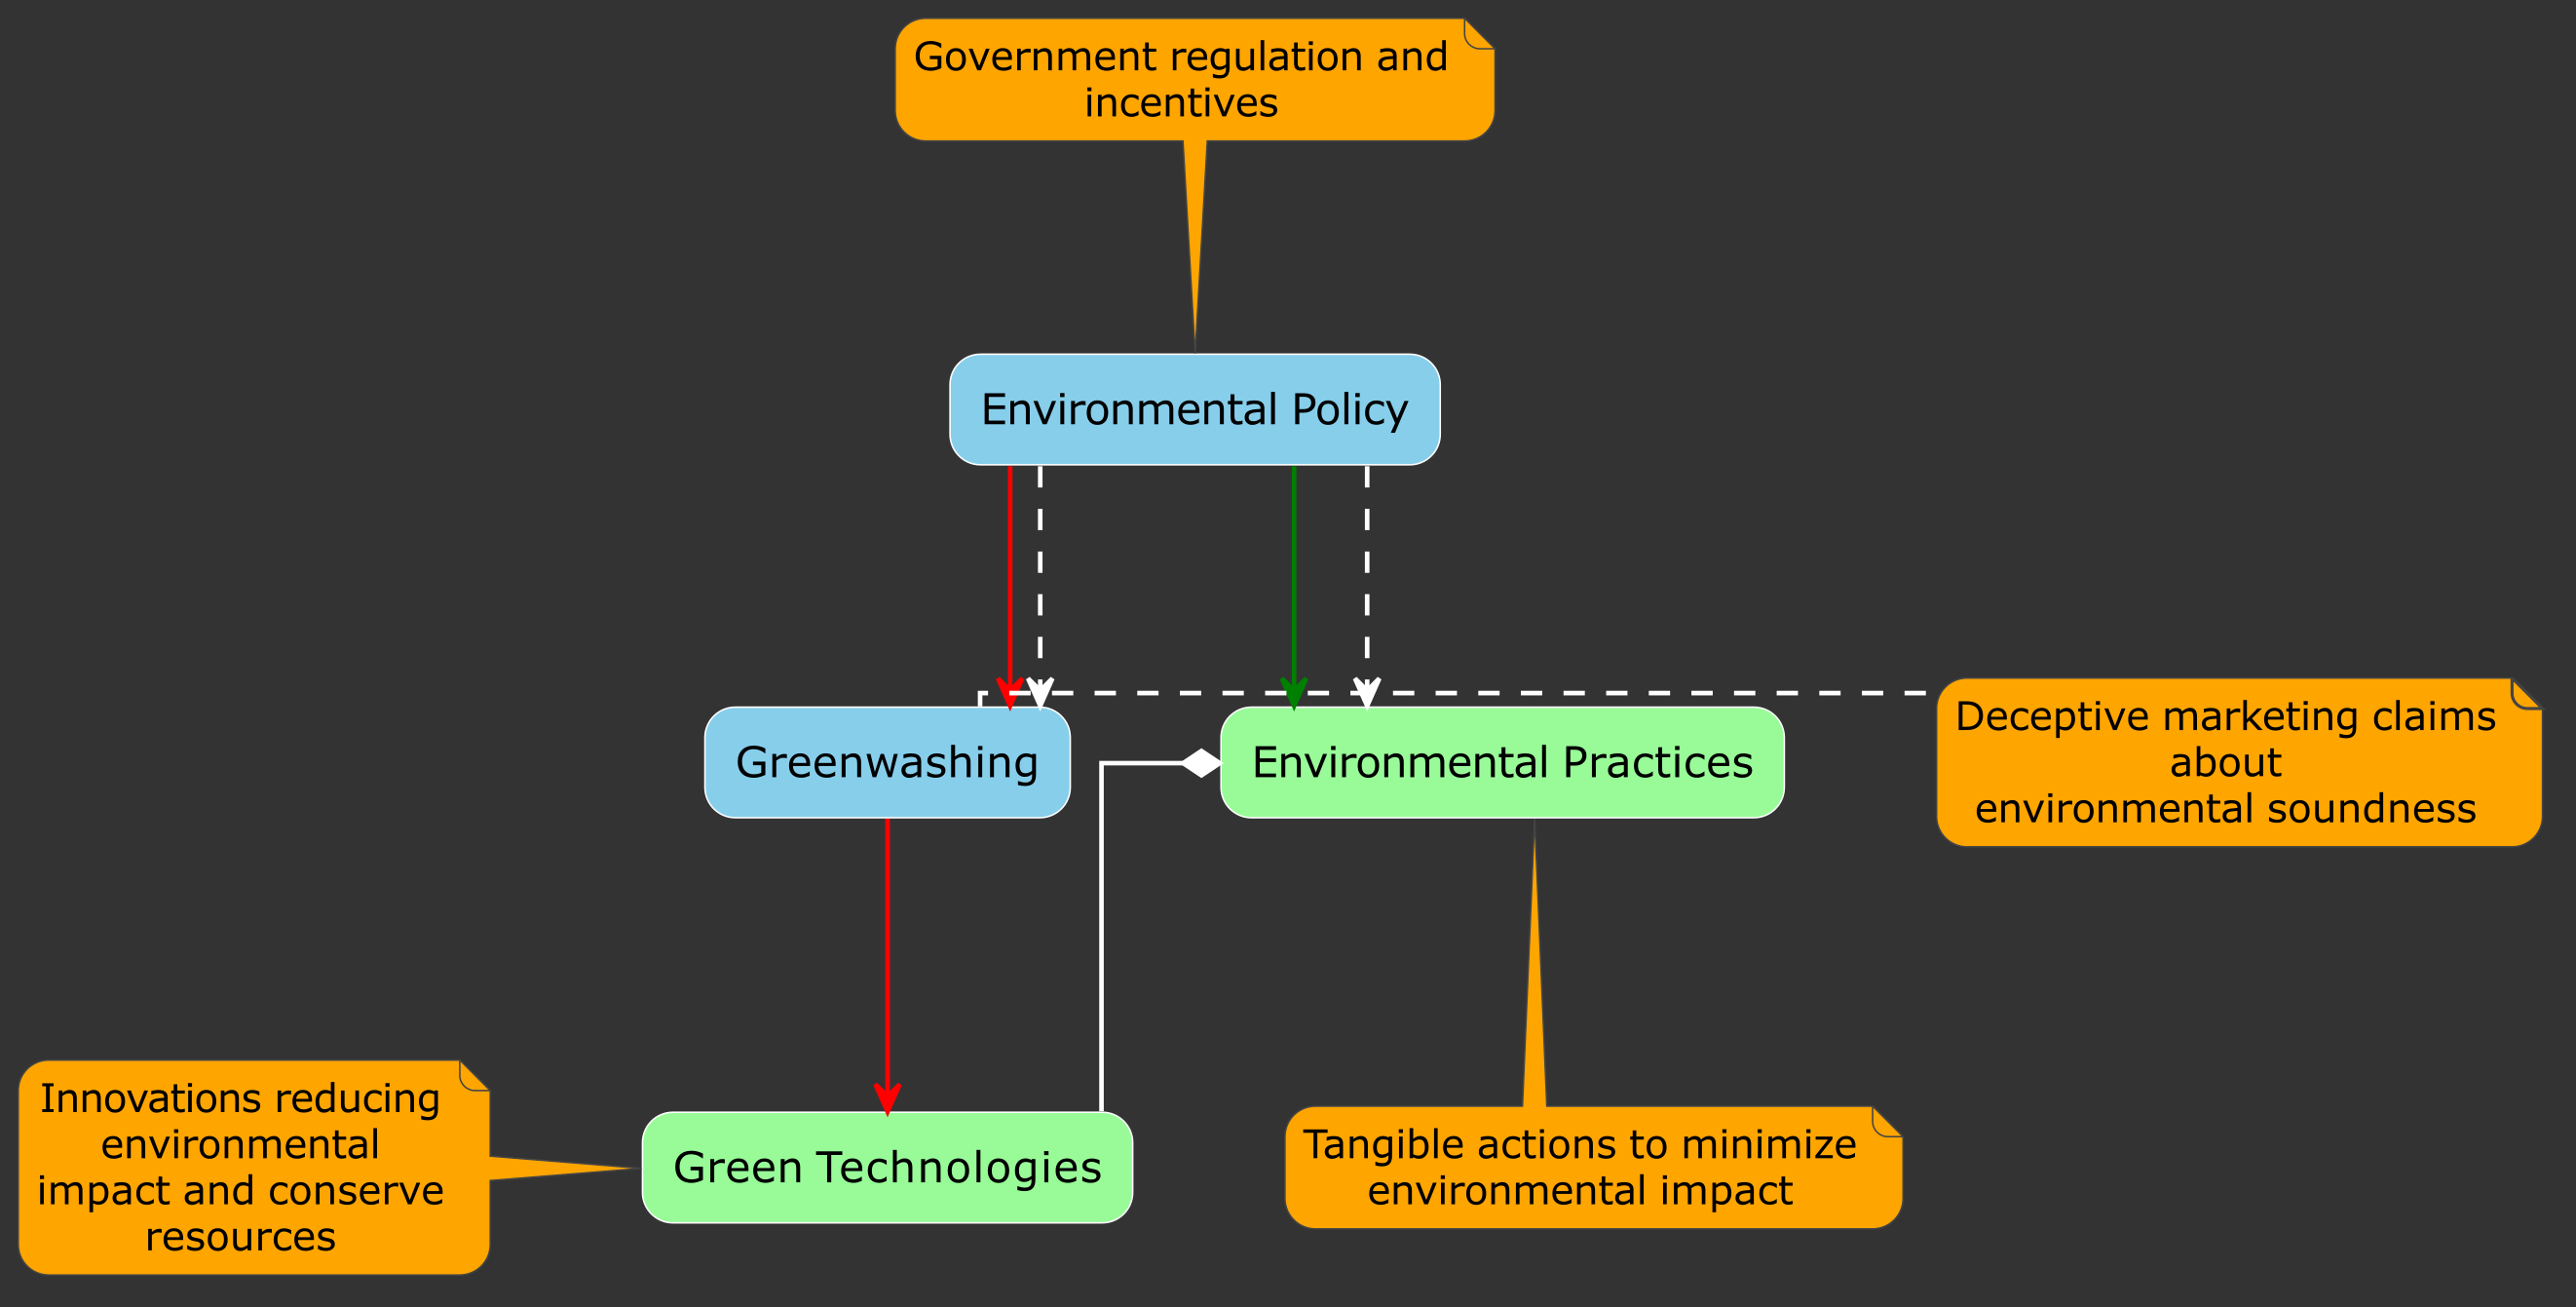 Government regulation and
incentives
Environmental Policy
Greenwashing
Environmental Practices
Deceptive marketing claims
about
environmental soundness
Innovations reducing
environmental
impact and conserve
resources
Green Technologies
Tangible actions to minimize
environmental impact